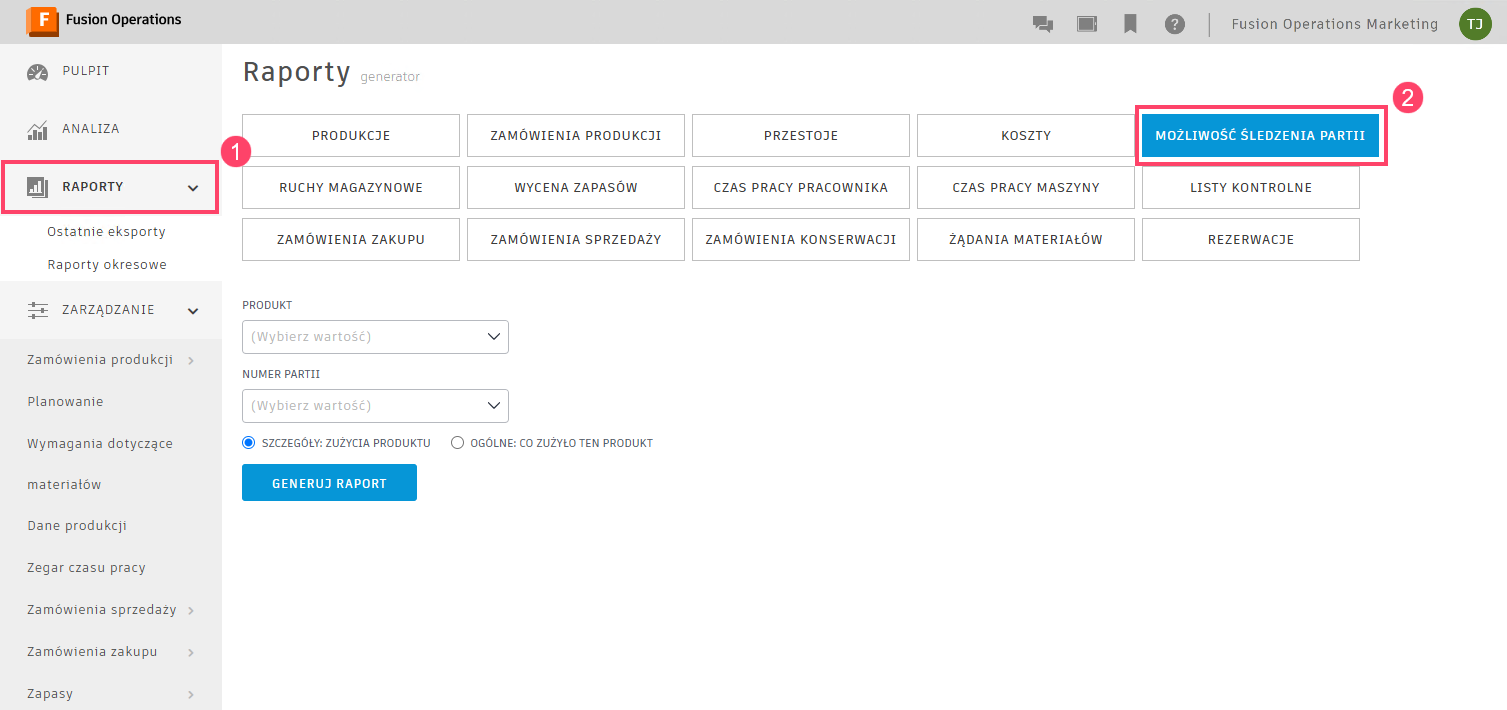 F Fusion Operations
? Fusion Operations Marketing TJ
PULPIT
ANALIZA
RAPORTY
Ostatnie eksporty
Raporty okresowe
ZARZĄDZANIE
Zamówienia produkcji
Planowanie
Wymagania dotyczące
materiałów
Dane produkcji
Zegar czasu pracy
Zamówienia sprzedaży
Zamówienia zakupu
Zapasy
1
Raporty generator
2
PRODUKCJE ZAMÓWIENIA PRODUKCJI PRZESTOJE KOSZTY MOŻLIWOŚĆ ŚLEDZENIA PARTII
RUCHY MAGAZYNOWE WYCENA ZAPASÓW CZAS PRACY PRACOWNIKA CZAS PRACY MASZYNY LISTY KONTROLNE
ZAMÓWIENIA ZAKUPU ZAMÓWIENIA SPRZEDAŻY ZAMÓWIENIA KONSERWACJI ŻĄDANIA MATERIAŁÓW REZERWACJE
PRODUKT
(Wybierz wartość)
NUMER PARTII
(Wybierz wartość)
SZCZEGÓŁY: ZUŻYCIA PRODUKTU OGÓLNE: CO ZUŻYŁO TEN PRODUKT
GENERUJ RAPORT